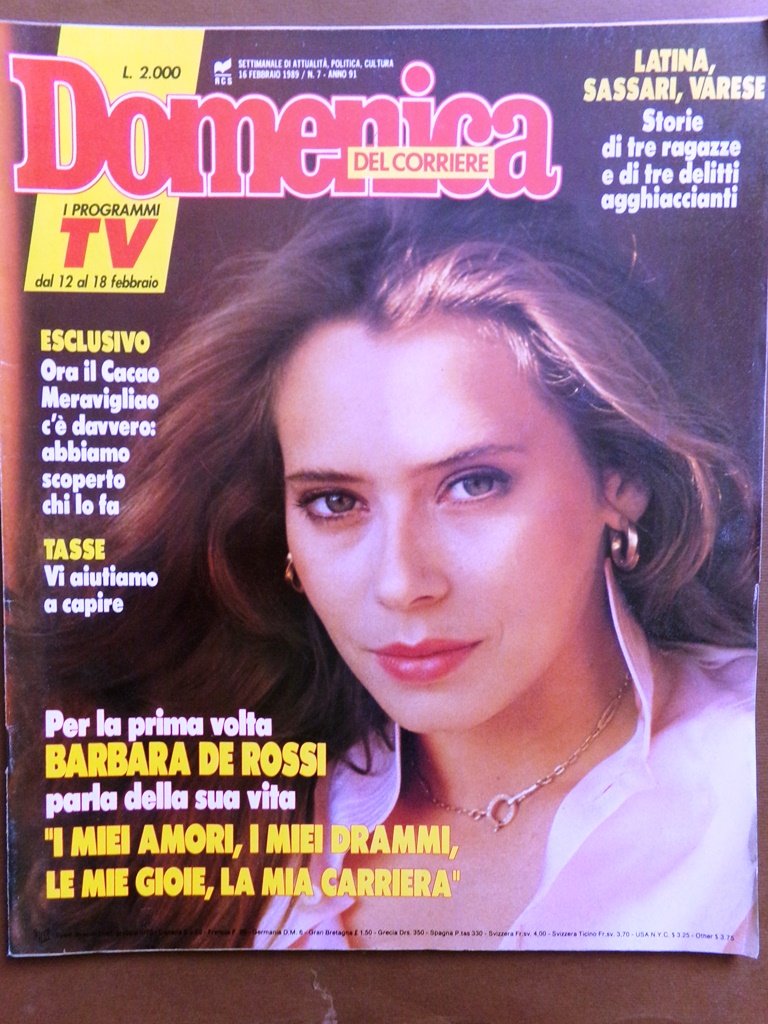 L. 2.000
RCS
SETTIMANALE DI ATTUALITÀ, POLITICA, CULTURA
16 FEBBRAIO 1989 / N. 7 - ANNO 91
Domenica
DEL CORRIERE
I PROGRAMMI
TV
dal 12 al 18 febbraio
LATINA,
SASSARI, VARESE
Storie
di tre ragazze
e di tre delitti
agghiaccianti
ESCLUSIVO
Ora il Cacao
Meravigliao
c'è davvero:
abbiamo
scoperto
chi lo fa
TASSE
Vi aiutiamo
a capire
Per la prima volta
BARBARA DE ROSSI
parla della sua vita
"I MIEI AMORI, I MIEI DRAMMI,
LE MIE GIOIE, LA MIA CARRIERA"
Germania D.M. 6 - Gran Bretagna £ 1.50 - Grecia Drs. 350 - Spagna P.tas 330 - Svizzera Fr.sv. 4,00 - Svizzera Ticino Fr.sv. 3,70 - USA N.Y.C. $ 3.25 - Other $ 3.75